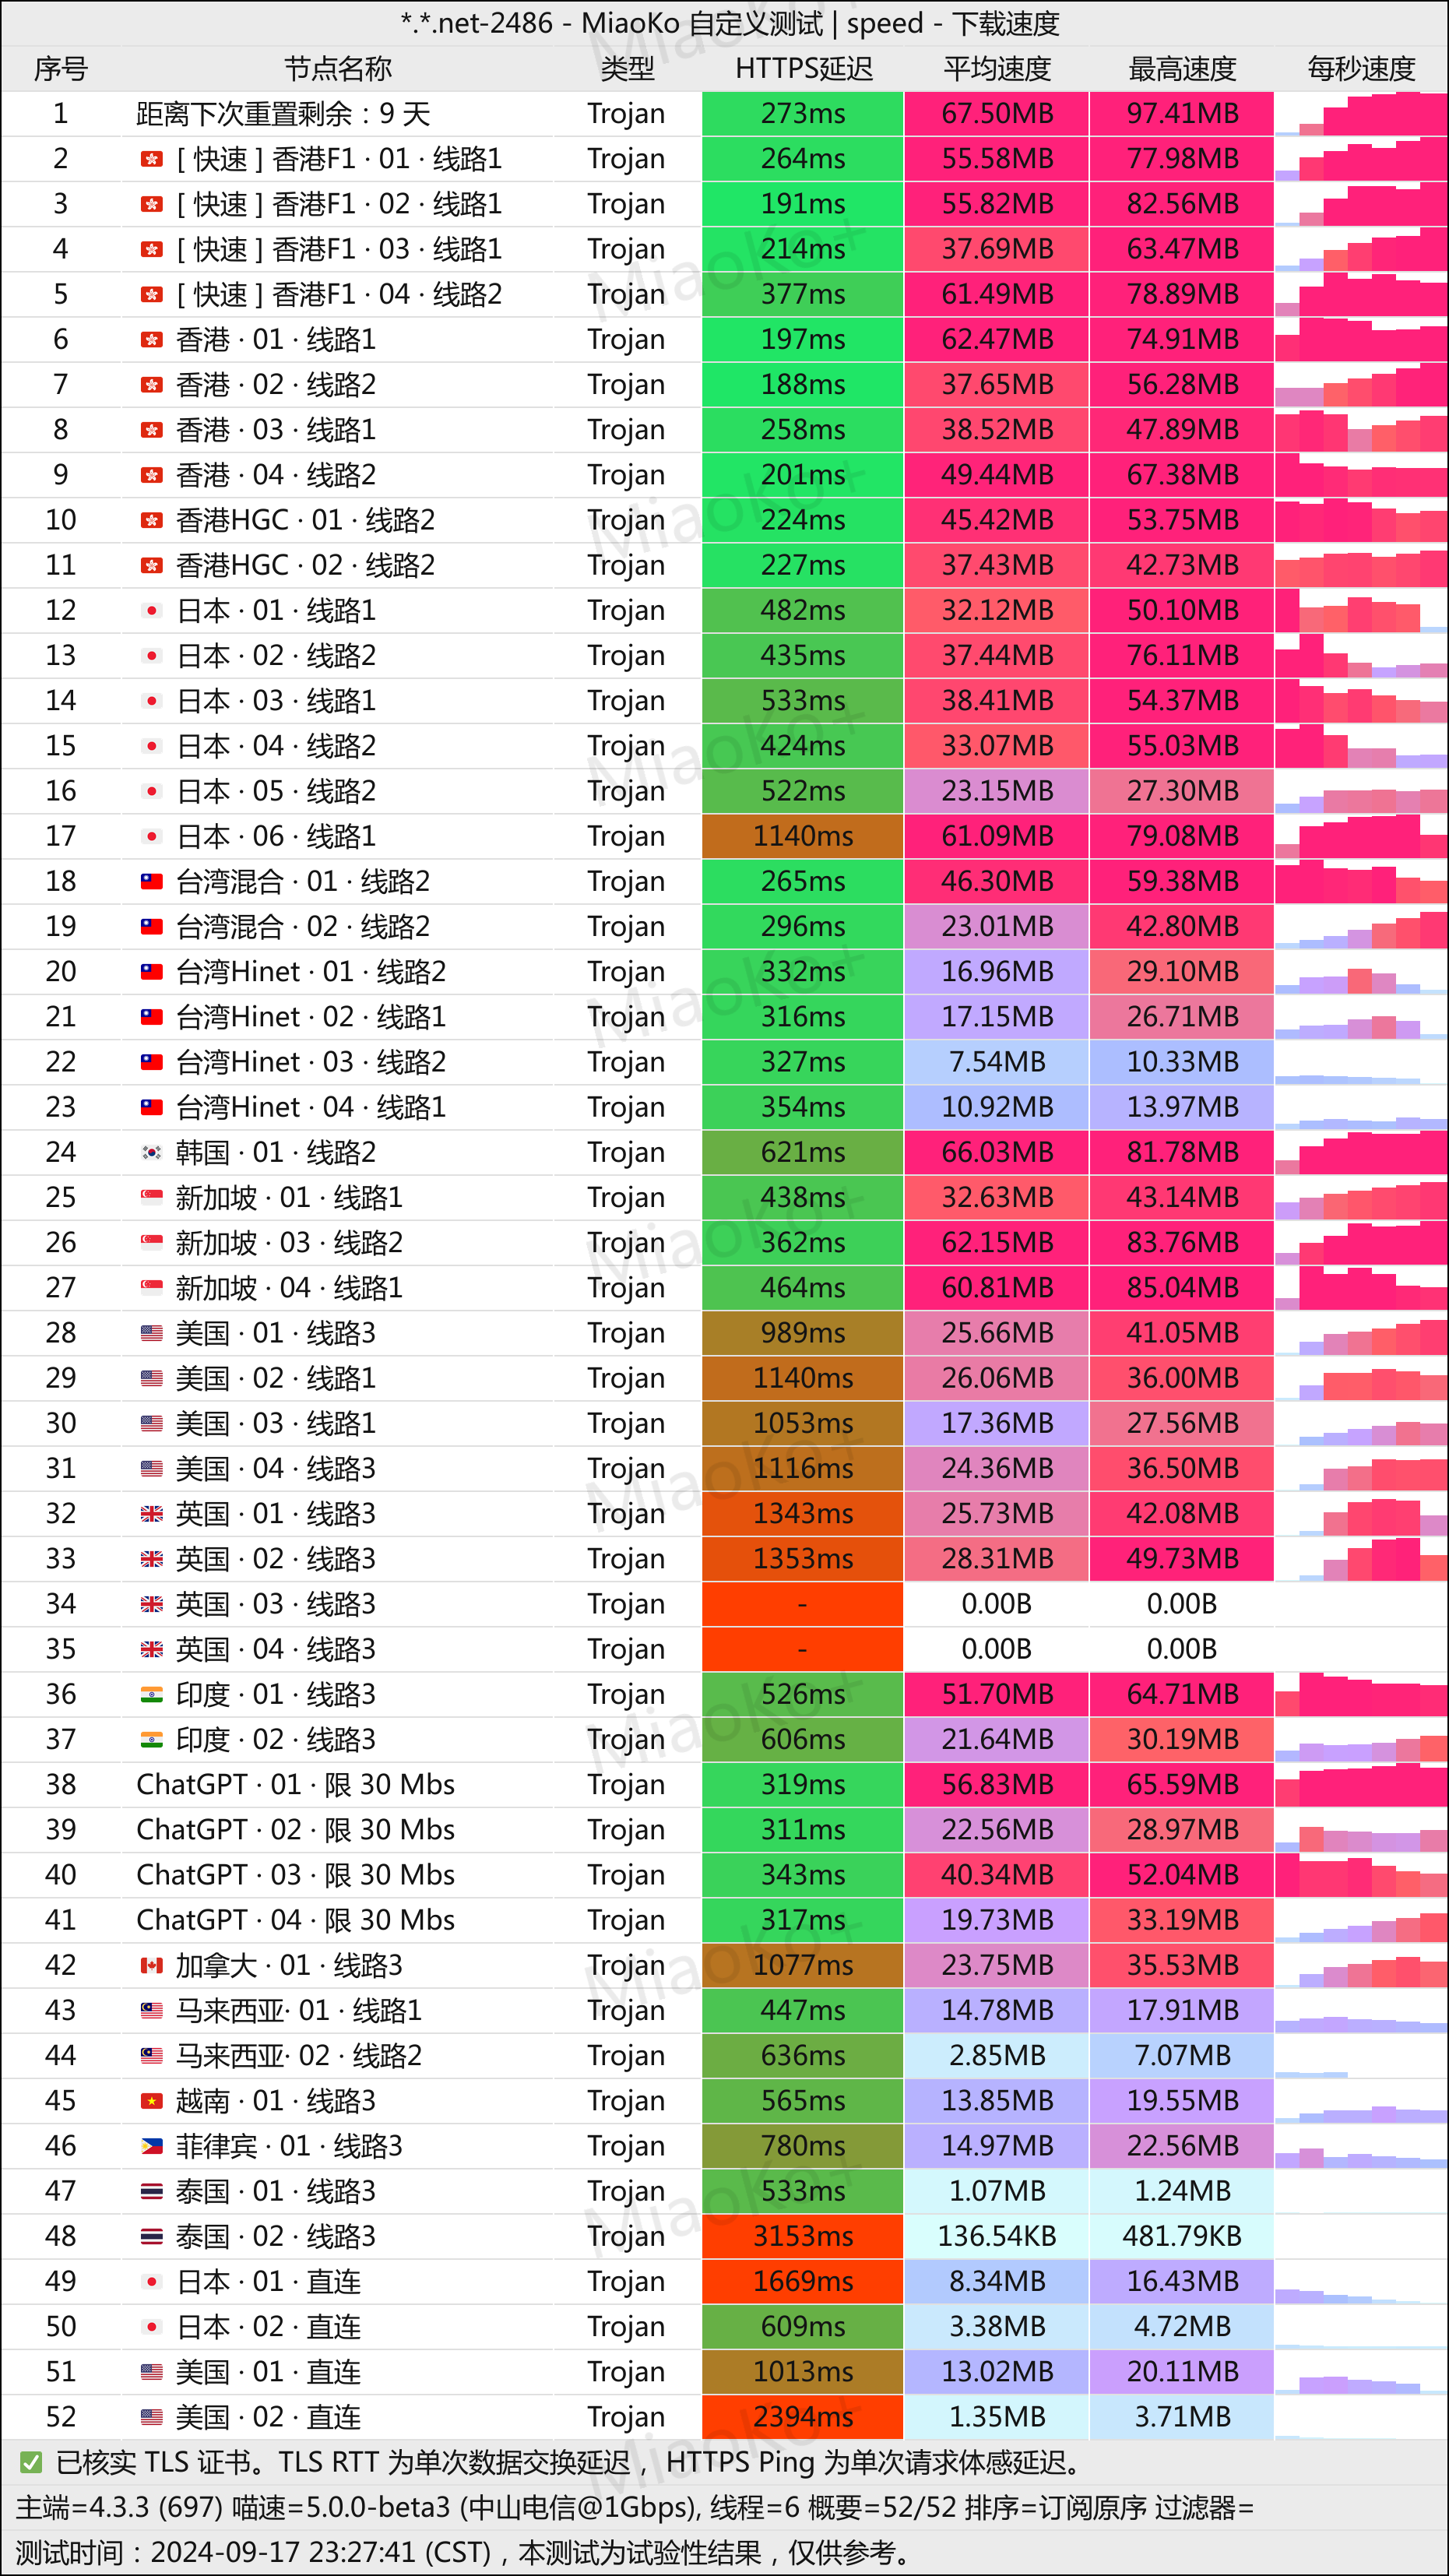 *.*.net-2486 - MiaoKo 自定义测试 | speed - 下载速度
序号 节点名称 类型 HTTPS延迟 平均速度 最高速度 每秒速度
1 距离下次重置剩余：9 天 Trojan 273ms 67.50MB 97.41MB
2 [ 快速 ] 香港F1 · 01 · 线路1 Trojan 264ms 55.58MB 77.98MB
3 [ 快速 ] 香港F1 · 02 · 线路1 Trojan 191ms 55.82MB 82.56MB
4 [ 快速 ] 香港F1 · 03 · 线路1 Trojan 214ms 37.69MB 63.47MB
5 [ 快速 ] 香港F1 · 04 · 线路2 Trojan 377ms 61.49MB 78.89MB
6 香港 · 01 · 线路1 Trojan 197ms 62.47MB 74.91MB
7 香港 · 02 · 线路2 Trojan 188ms 37.65MB 56.28MB
8 香港 · 03 · 线路1 Trojan 258ms 38.52MB 47.89MB
9 香港 · 04 · 线路2 Trojan 201ms 49.44MB 67.38MB
10 香港HGC · 01 · 线路2 Trojan 224ms 45.42MB 53.75MB
11 香港HGC · 02 · 线路2 Trojan 227ms 37.43MB 42.73MB
12 日本 · 01 · 线路1 Trojan 482ms 32.12MB 50.10MB
13 日本 · 02 · 线路2 Trojan 435ms 37.44MB 76.11MB
14 日本 · 03 · 线路1 Trojan 533ms 38.41MB 54.37MB
15 日本 · 04 · 线路2 Trojan 424ms 33.07MB 55.03MB
16 日本 · 05 · 线路2 Trojan 522ms 23.15MB 27.30MB
17 日本 · 06 · 线路1 Trojan 1140ms 61.09MB 79.08MB
18 台湾混合 · 01 · 线路2 Trojan 265ms 46.30MB 59.38MB
19 台湾混合 · 02 · 线路2 Trojan 296ms 23.01MB 42.80MB
20 台湾Hinet · 01 · 线路2 Trojan 332ms 16.96MB 29.10MB
21 台湾Hinet · 02 · 线路1 Trojan 316ms 17.15MB 26.71MB
22 台湾Hinet · 03 · 线路2 Trojan 327ms 7.54MB 10.33MB
23 台湾Hinet · 04 · 线路1 Trojan 354ms 10.92MB 13.97MB
24 韩国 · 01 · 线路2 Trojan 621ms 66.03MB 81.78MB
25 新加坡 · 01 · 线路1 Trojan 438ms 32.63MB 43.14MB
26 新加坡 · 03 · 线路2 Trojan 362ms 62.15MB 83.76MB
27 新加坡 · 04 · 线路1 Trojan 464ms 60.81MB 85.04MB
28 美国 · 01 · 线路3 Trojan 989ms 25.66MB 41.05MB
29 美国 · 02 · 线路1 Trojan 1140ms 26.06MB 36.00MB
30 美国 · 03 · 线路1 Trojan 1053ms 17.36MB 27.56MB
31 美国 · 04 · 线路3 Trojan 1116ms 24.36MB 36.50MB
32 英国 · 01 · 线路3 Trojan 1343ms 25.73MB 42.08MB
33 英国 · 02 · 线路3 Trojan 1353ms 28.31MB 49.73MB
34 英国 · 03 · 线路3 Trojan - 0.00B 0.00B
35 英国 · 04 · 线路3 Trojan - 0.00B 0.00B
36 印度 · 01 · 线路3 Trojan 526ms 51.70MB 64.71MB
37 印度 · 02 · 线路3 Trojan 606ms 21.64MB 30.19MB
38 ChatGPT · 01 · 限 30 Mbs Trojan 319ms 56.83MB 65.59MB
39 ChatGPT · 02 · 限 30 Mbs Trojan 311ms 22.56MB 28.97MB
40 ChatGPT · 03 · 限 30 Mbs Trojan 343ms 40.34MB 52.04MB
41 ChatGPT · 04 · 限 30 Mbs Trojan 317ms 19.73MB 33.19MB
42 加拿大 · 01 · 线路3 Trojan 1077ms 23.75MB 35.53MB
43 马来西亚· 01 · 线路1 Trojan 447ms 14.78MB 17.91MB
44 马来西亚· 02 · 线路2 Trojan 636ms 2.85MB 7.07MB
45 越南 · 01 · 线路3 Trojan 565ms 13.85MB 19.55MB
46 菲律宾 · 01 · 线路3 Trojan 780ms 14.97MB 22.56MB
47 泰国 · 01 · 线路3 Trojan 533ms 1.07MB 1.24MB
48 泰国 · 02 · 线路3 Trojan 3153ms 136.54KB 481.79KB
49 日本 · 01 · 直连 Trojan 1669ms 8.34MB 16.43MB
50 日本 · 02 · 直连 Trojan 609ms 3.38MB 4.72MB
51 美国 · 01 · 直连 Trojan 1013ms 13.02MB 20.11MB
52 美国 · 02 · 直连 Trojan 2394ms 1.35MB 3.71MB
✅ 已核实 TLS 证书。TLS RTT 为单次数据交换延迟， HTTPS Ping 为单次请求体感延迟。
主端=4.3.3 (697) 喵速=5.0.0-beta3 (中山电信@1Gbps), 线程=6 概要=52/52 排序=订阅原序 过滤器=
测试时间：2024-09-17 23:27:41 (CST)，本测试为试验性结果，仅供参考。